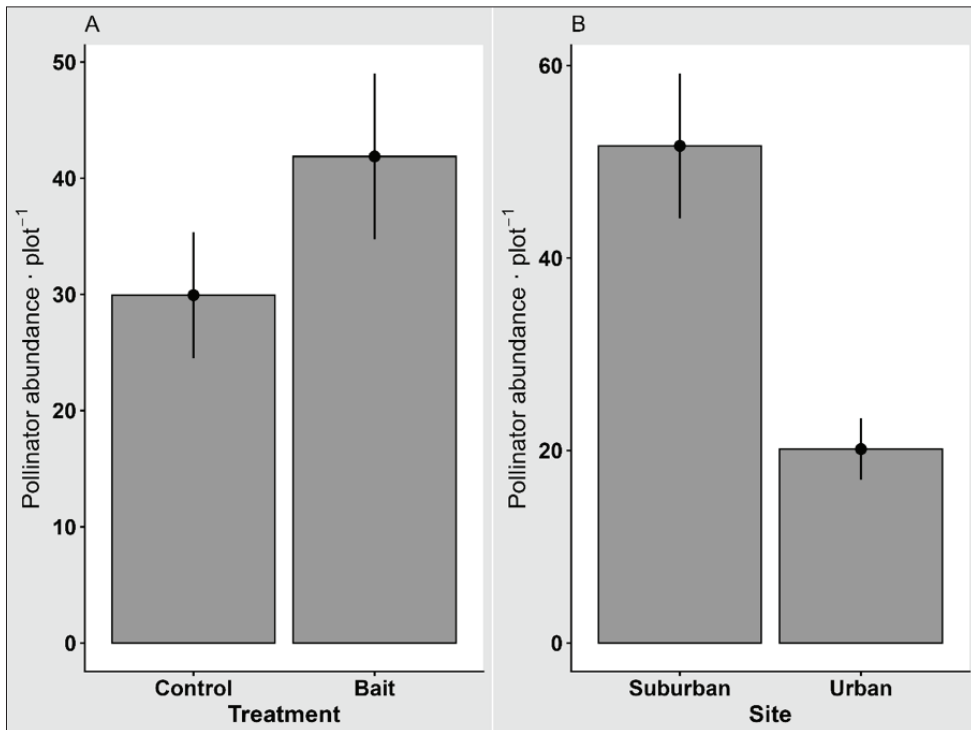 A
Pollinator abundance · plot⁻¹
50
40
30
20
10
0
Control Bait
Treatment
B
Pollinator abundance · plot⁻¹
60
40
20
0
Suburban Urban
Site